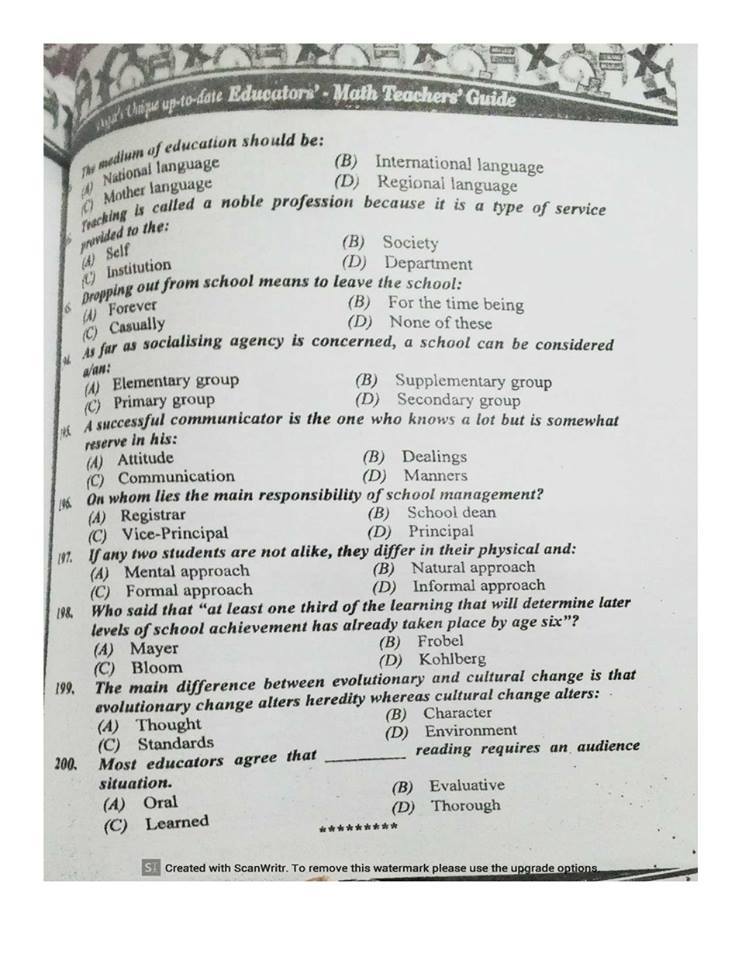 Unique up-to-date Educators' - Math Teachers' Guide
The medium of education should be:
(A) National language (B) International language
(C) Mother language (D) Regional language
Teaching is called a noble profession because it is a type of service
provided to the:
(A) Self (B) Society
(C) Institution (D) Department
Dropping out from school means to leave the school:
(A) Forever (B) For the time being
(C) Casually (D) None of these
As far as socialising agency is concerned, a school can be considered
a/an:
(A) Elementary group (B) Supplementary group
(C) Primary group (D) Secondary group
195. A successful communicator is the one who knows a lot but is somewhat
reserve in his:
(A) Attitude (B) Dealings
(C) Communication (D) Manners
196. On whom lies the main responsibility of school management?
(A) Registrar (B) School dean
(C) Vice-Principal (D) Principal
197. If any two students are not alike, they differ in their physical and:
(A) Mental approach (B) Natural approach
(C) Formal approach (D) Informal approach
198. Who said that “at least one third of the learning that will determine later
levels of school achievement has already taken place by age six”?
(A) Mayer (B) Frobel
(C) Bloom (D) Kohlberg
199. The main difference between evolutionary and cultural change is that
evolutionary change alters heredity whereas cultural change alters:
(A) Thought (B) Character
(C) Standards (D) Environment
200. Most educators agree that ________ reading requires an audience
situation.
(A) Oral (B) Evaluative
(C) Learned (D) Thorough
*********
Created with ScanWritr. To remove this watermark please use the upgrade options.